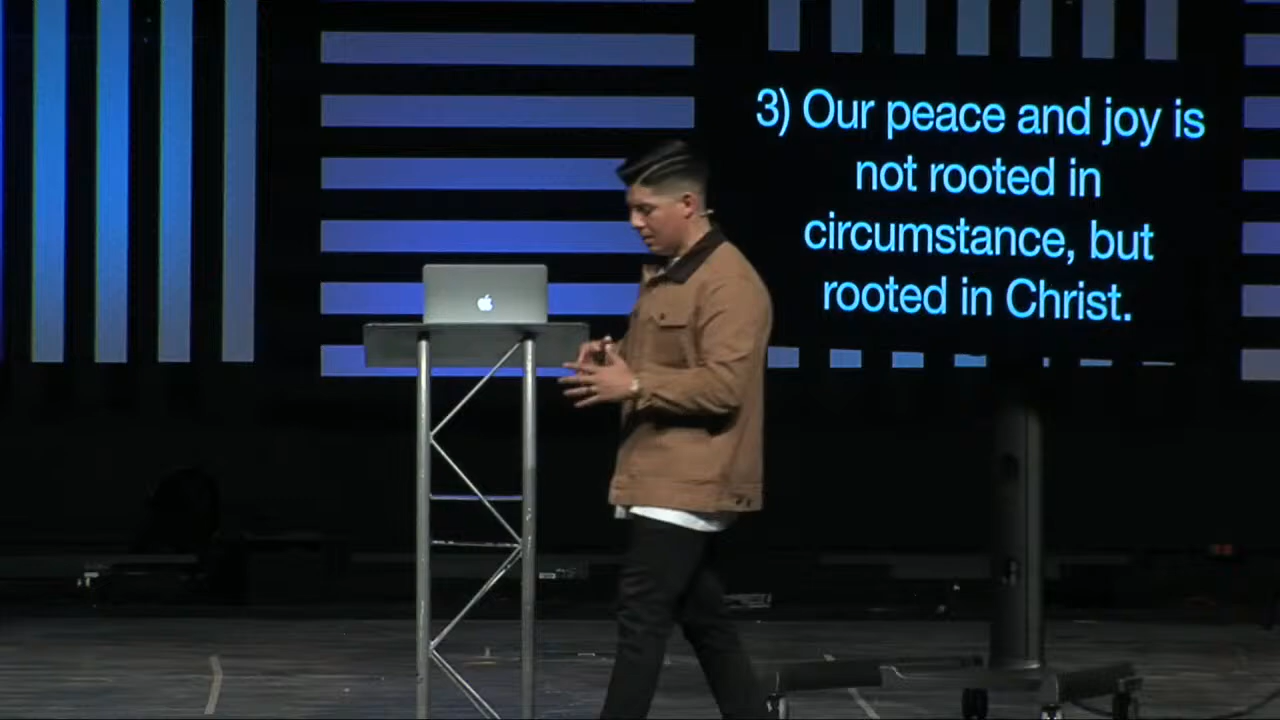 3) Our peace and joy is
not rooted in
circumstance, but
rooted in Christ.